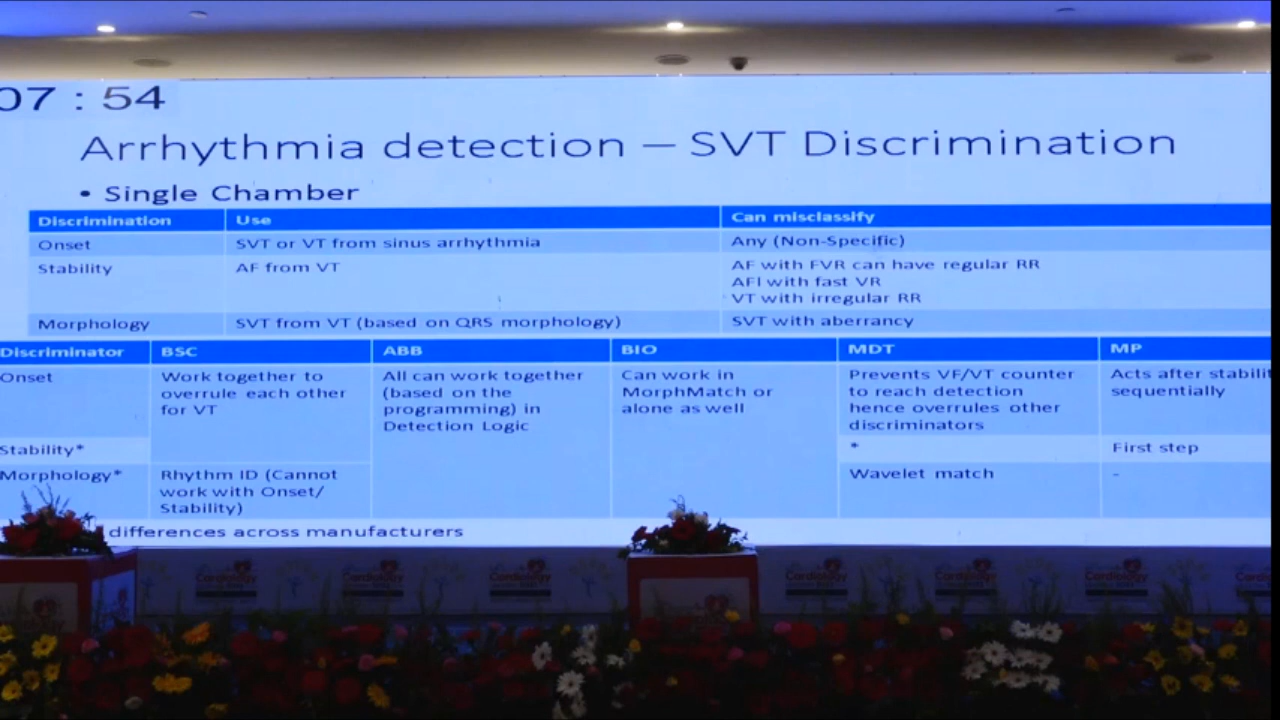 07 : 54
Arrhythmia detection – SVT Discrimination
• Single Chamber
Discrimination Use Can misclassify
Onset SVT or VT from sinus arrhythmia Any (Non-Specific)
Stability AF from VT AF with FVR can have regular RR
AFl with fast VR
VT with irregular RR
Morphology SVT from VT (based on QRS morphology) SVT with aberrancy
Discriminator BSC ABB BIO MDT MP
Onset Work together to All can work together Can work in Prevents VF/VT counter Acts after
overrule each other (based on the MorphMatch or to reach detection sequentially
for VT programming) in alone as well hence overrules other
Detection Logic discriminators
Stability* * First step
Morphology* Rhythm ID (Cannot Wavelet match -
work with Onset/
Stability)
differences across manufacturers
Cardiology Cardiology Cardiology Cardiology Cardiology Cardiology